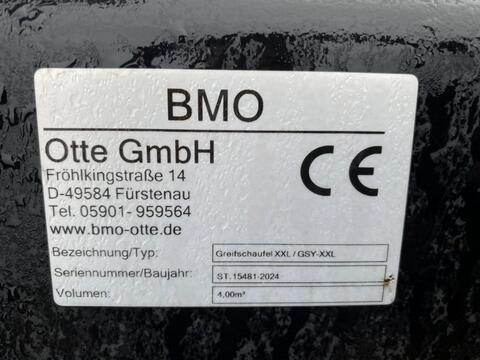 BMO
Otte GmbH
Fröhlkingstraße 14
D-49584 Fürstenau
Tel. 05901- 959564
www.bmo-otte.de
CE
Bezeichnung/Typ: Greifschaufel XXL / GSY-XXL
Seriennummer/Baujahr: ST. 15481-2024
Volumen: 4,00m³